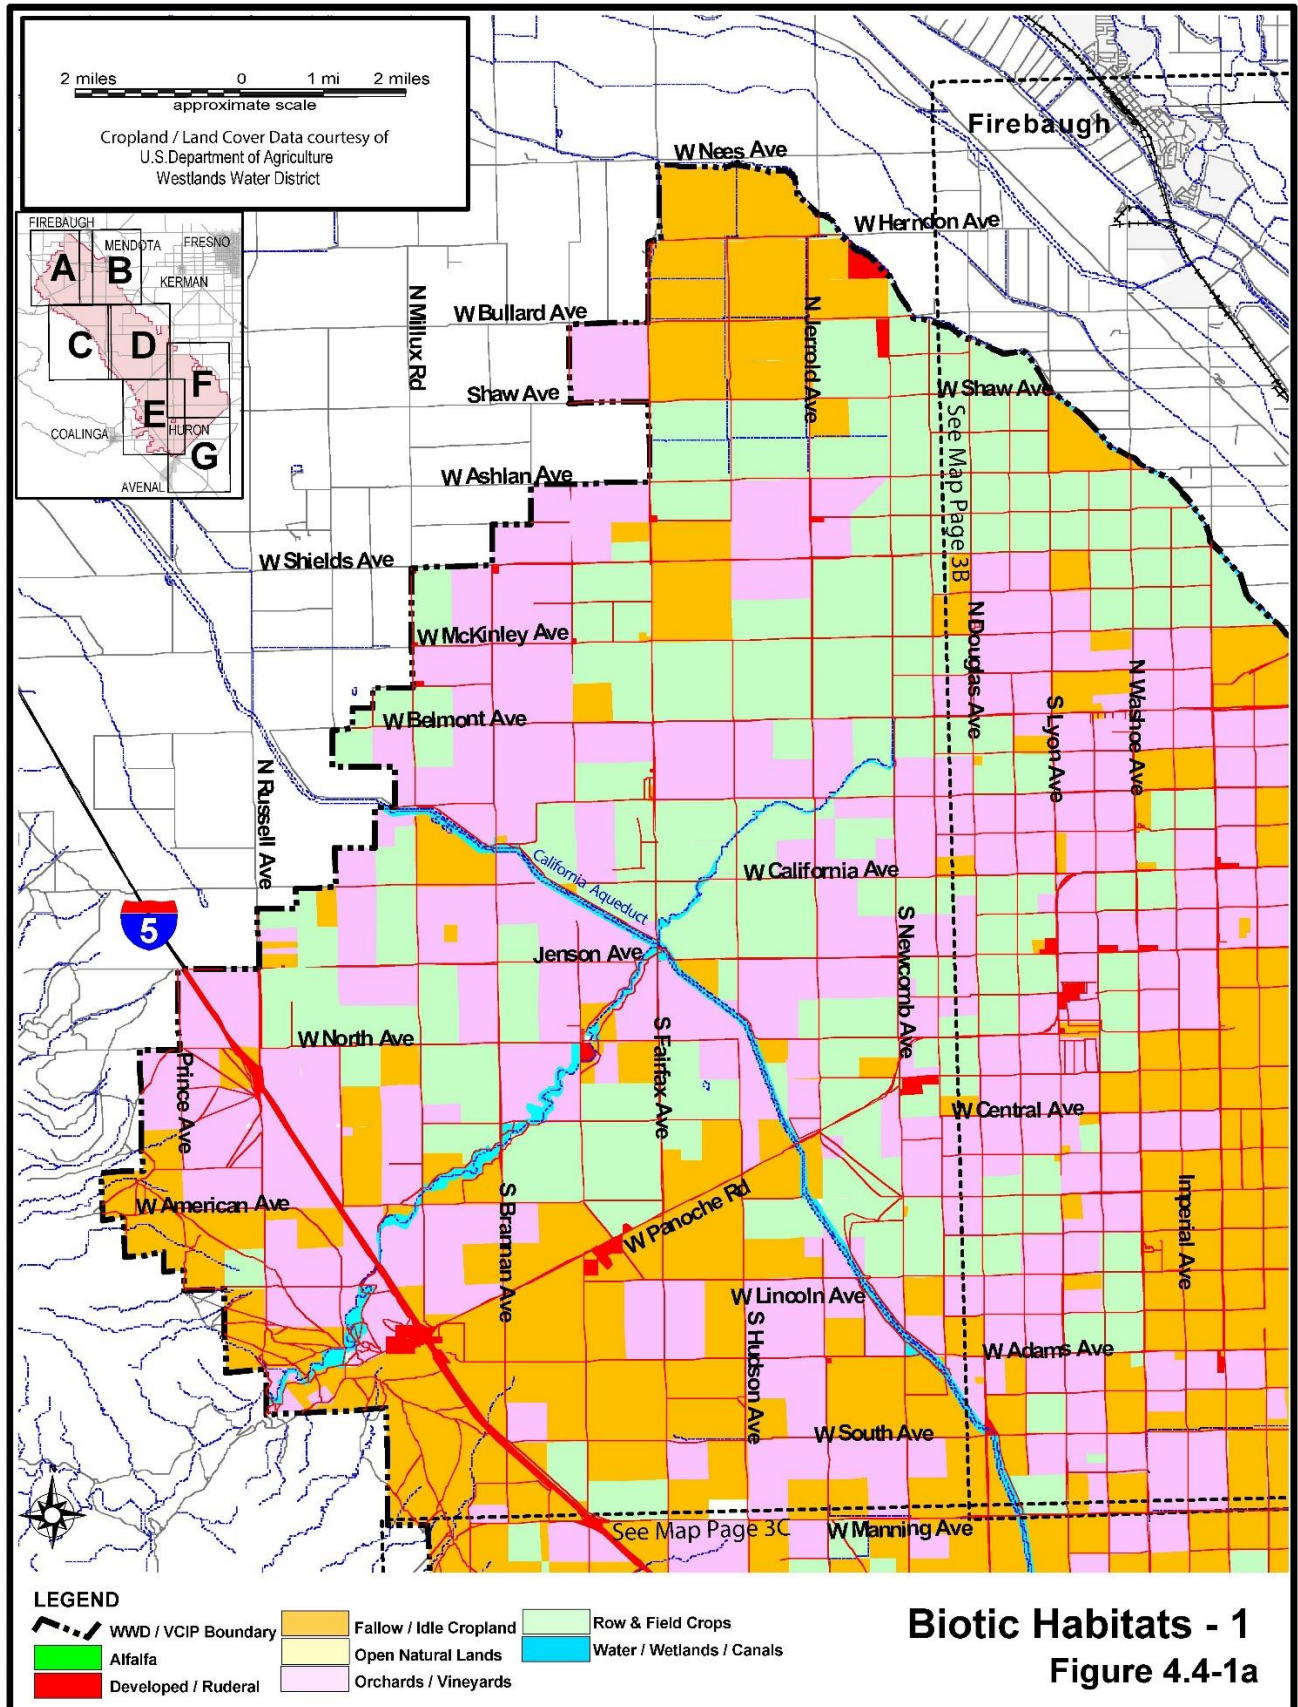 2 miles 0 1 mi 2 miles
approximate scale
Cropland / Land Cover Data courtesy of
U.S.Department of Agriculture
Westlands Water District
FIREBAUGH
MENDOTA
FRESNO
A
B
KERMAN
C
D
F
E
COALINGA
HURON
G
AVENAL
Firebaugh
W Nees Ave
W Herndon Ave
N Millux Rd
W Bullard Ave
N Jerrold Ave
Shaw Ave
W Shaw Ave
See Map Page 3B
W Ashlan Ave
W Shields Ave
N Douglas Ave
W McKinley Ave
N Washoe Ave
S Lyon Ave
W Belmont Ave
N Russell Ave
California Aqueduct
W California Ave
5
S Newcomb Ave
Jenson Ave
W North Ave
S Fairfax Ave
Prince Ave
W Central Ave
W American Ave
S Brannan Ave
W Panoche Rd
Imperial Ave
W Lincoln Ave
S Hudson Ave
W Adams Ave
W South Ave
See Map Page 3C
W Manning Ave
LEGEND
WWD / VCIP Boundary
Alfalfa
Developed / Ruderal
Fallow / Idle Cropland
Open Natural Lands
Orchards / Vineyards
Row & Field Crops
Water / Wetlands / Canals
Biotic Habitats - 1
Figure 4.4-1a